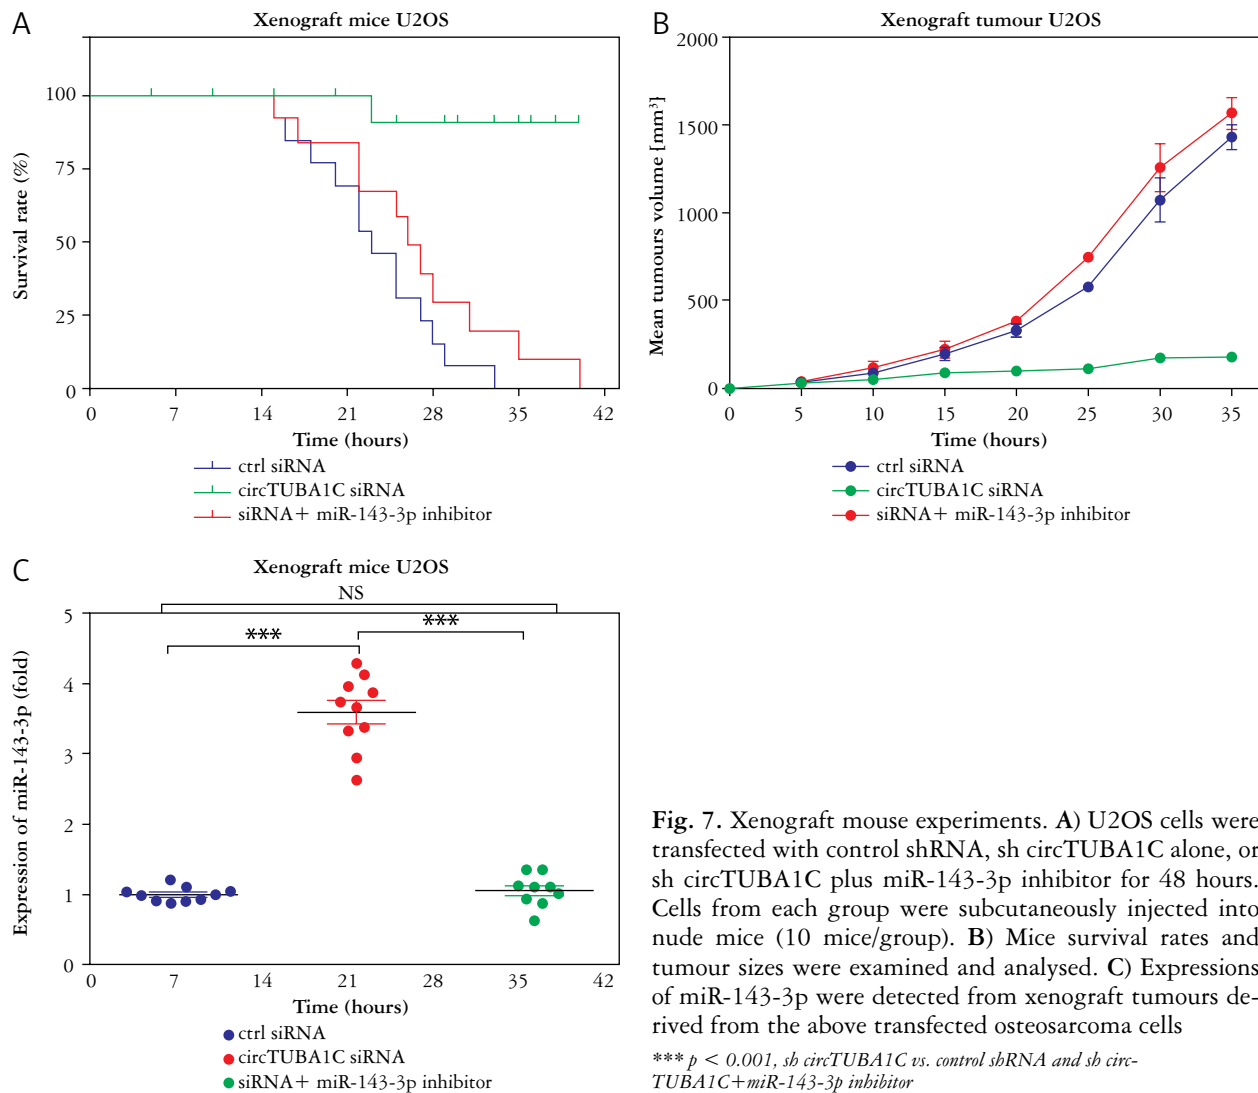 A
Xenograft mice U2OS
Survival rate (%)
100
75
50
25
0
0 7 14 21 28 35 42
Time (hours)
ctrl siRNA
circTUBA1C siRNA
siRNA+ miR-143-3p inhibitor
B
Xenograft tumour U2OS
Mean tumours volume [mm³]
2000
1500
1000
500
0
0 5 10 15 20 25 30 35
Time (hours)
ctrl siRNA
circTUBA1C siRNA
siRNA+ miR-143-3p inhibitor
C
Xenograft mice U2OS
NS
*** ***
Expression of miR-143-3p (fold)
5
4
3
2
1
0
0 7 14 21 28 35 42
Time (hours)
ctrl siRNA
circTUBA1C siRNA
siRNA+ miR-143-3p inhibitor
Fig. 7. Xenograft mouse experiments. A) U2OS cells were
transfected with control shRNA, sh circTUBA1C alone, or
sh circTUBA1C plus miR-143-3p inhibitor for 48 hours.
Cells from each group were subcutaneously injected into
nude mice (10 mice/group). B) Mice survival rates and
tumour sizes were examined and analysed. C) Expressions
of miR-143-3p were detected from xenograft tumours de-
rived from the above transfected osteosarcoma cells
*** p < 0.001, sh circTUBA1C vs. control shRNA and sh circ-
TUBA1C+miR-143-3p inhibitor